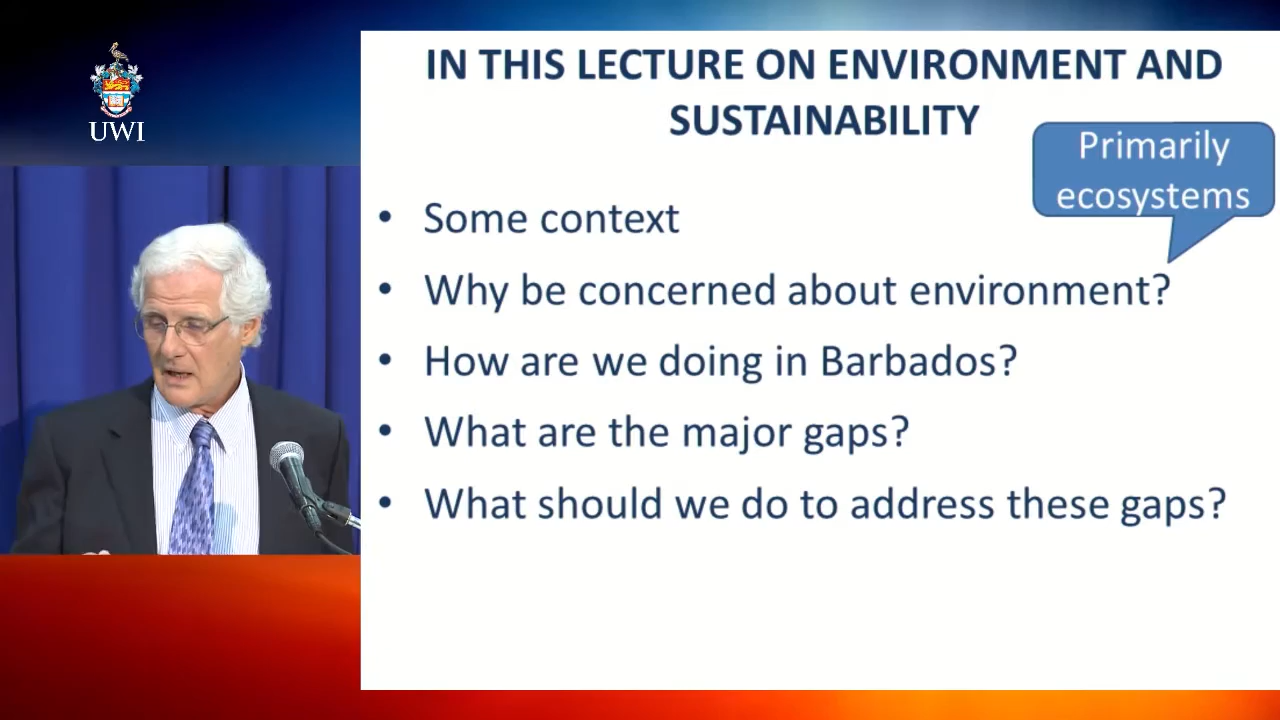 UWI
IN THIS LECTURE ON ENVIRONMENT AND
SUSTAINABILITY
Primarily
ecosystems
• Some context
• Why be concerned about environment?
• How are we doing in Barbados?
• What are the major gaps?
• What should we do to address these gaps?